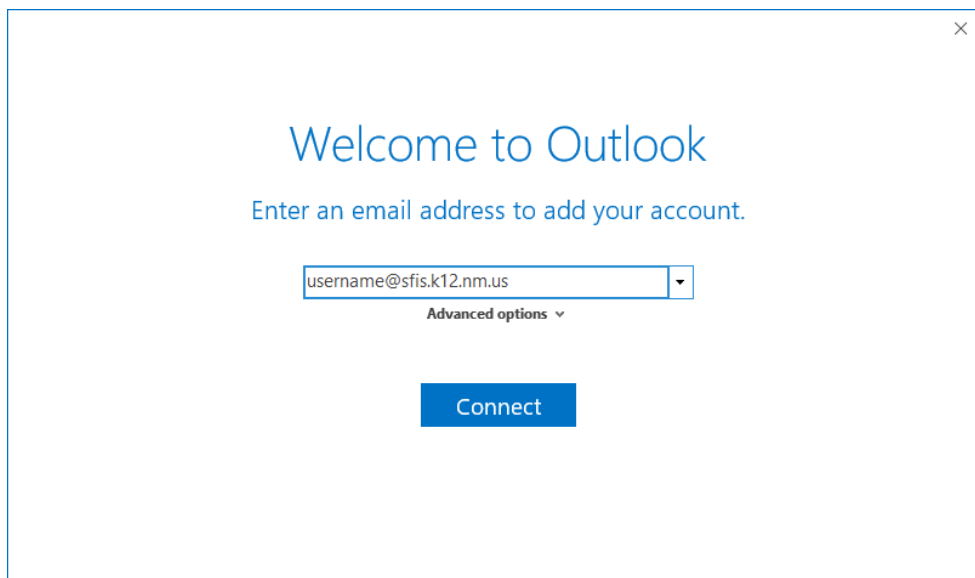 Welcome to Outlook
Enter an email address to add your account.
username@sfis.k12.nm.us
Advanced options
Connect